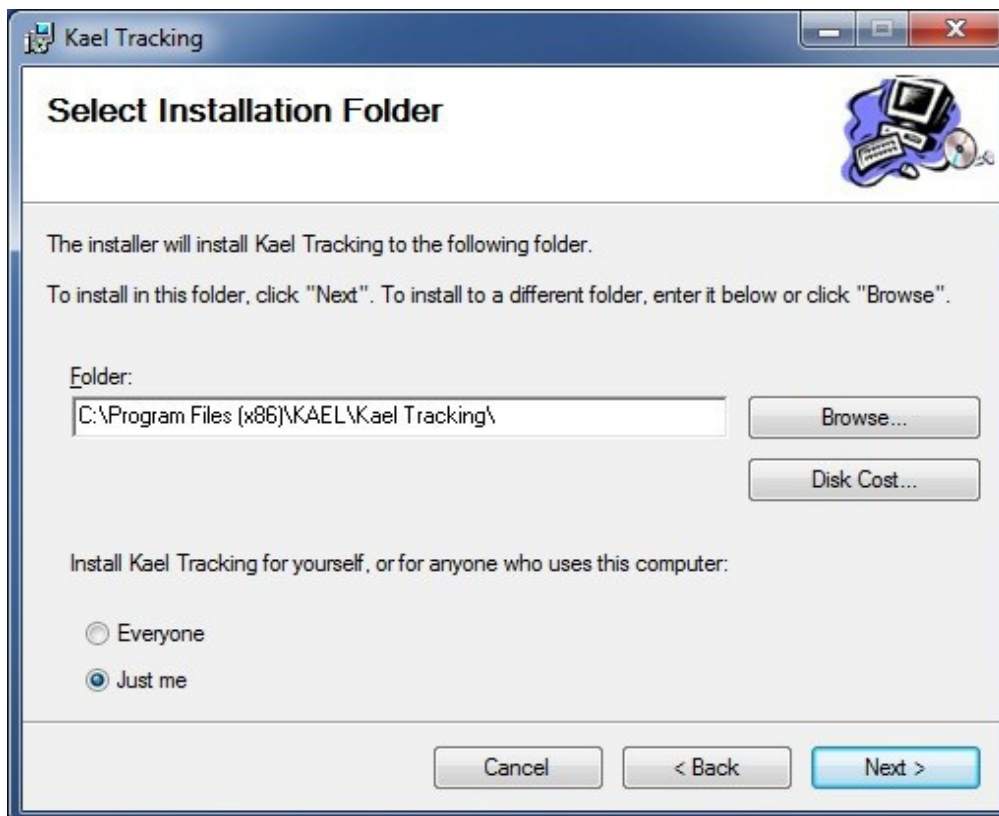 Kael Tracking
Select Installation Folder
The installer will install Kael Tracking to the following folder.
To install in this folder, click "Next". To install to a different folder, enter it below or click "Browse".
Folder:
C:\Program Files (x86)\KAEL\Kael Tracking\
Browse...
Disk Cost...
Install Kael Tracking for yourself, or for anyone who uses this computer:
Everyone
Just me
Cancel
< Back
Next >